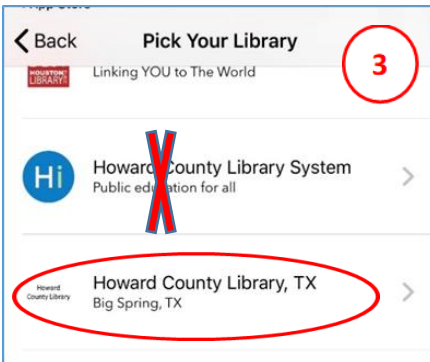 Back
Pick Your Library
3
HOUSTON
LIBRARY
Linking YOU to The World
Hi
Howard County Library System
Public education for all
Howard
County Library
Howard County Library, TX
Big Spring, TX